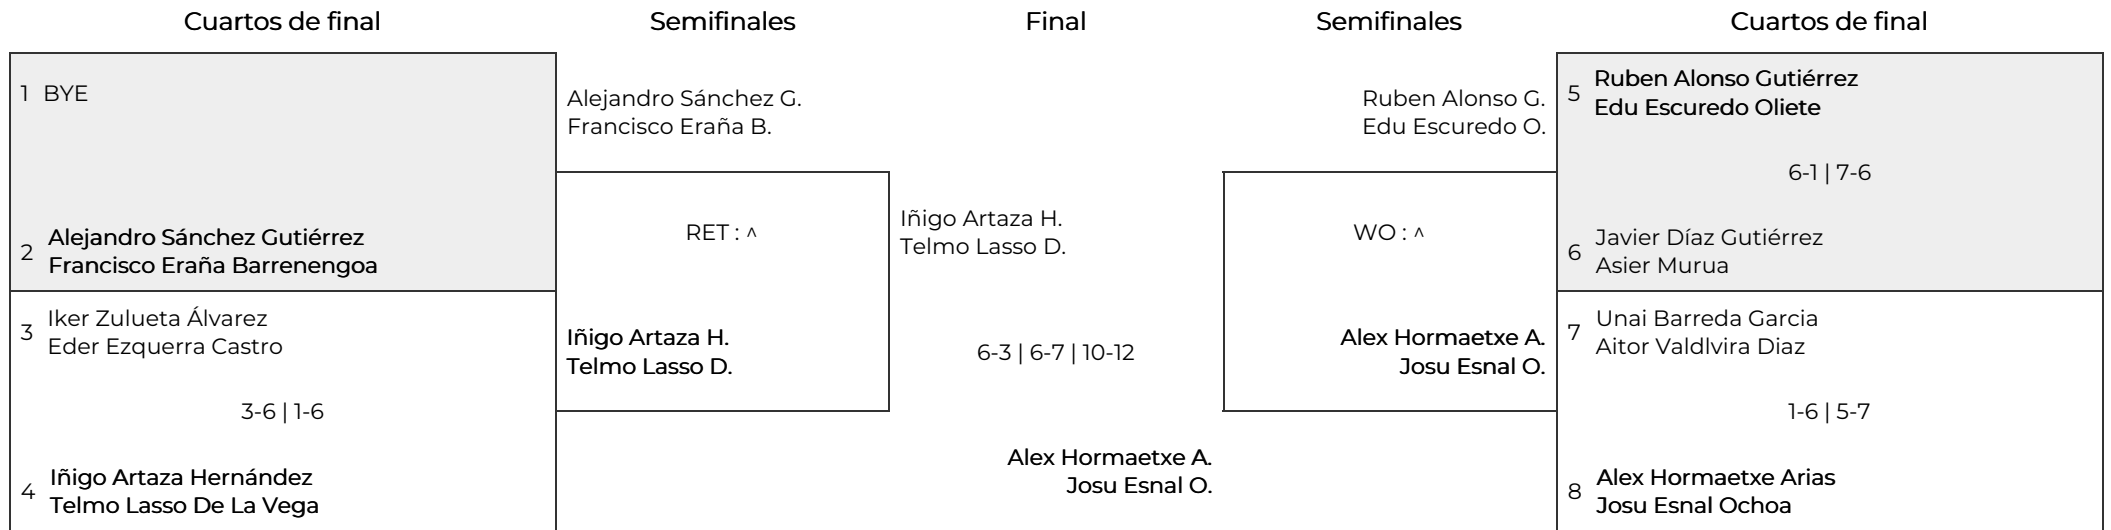 Cuartos de final
Semifinales
Final
Semifinales
Cuartos de final
1 BYE
2 Alejandro Sánchez Gutiérrez
Francisco Eraña Barrenengoa
3 Iker Zulueta Álvarez
Eder Ezquerra Castro
3-6 | 1-6
4 Iñigo Artaza Hernández
Telmo Lasso De La Vega
Alejandro Sánchez G.
Francisco Eraña B.
RET : ^
Iñigo Artaza H.
Telmo Lasso D.
Iñigo Artaza H.
Telmo Lasso D.
6-3 | 6-7 | 10-12
Alex Hormaetxe A.
Josu Esnal O.
Ruben Alonso G.
Edu Escuredo O.
WO : ^
Alex Hormaetxe A.
Josu Esnal O.
5 Ruben Alonso Gutiérrez
Edu Escuredo Oliete
6-1 | 7-6
6 Javier Díaz Gutiérrez
Asier Murua
7 Unai Barreda Garcia
Aitor Valdlvira Diaz
1-6 | 5-7
8 Alex Hormaetxe Arias
Josu Esnal Ochoa